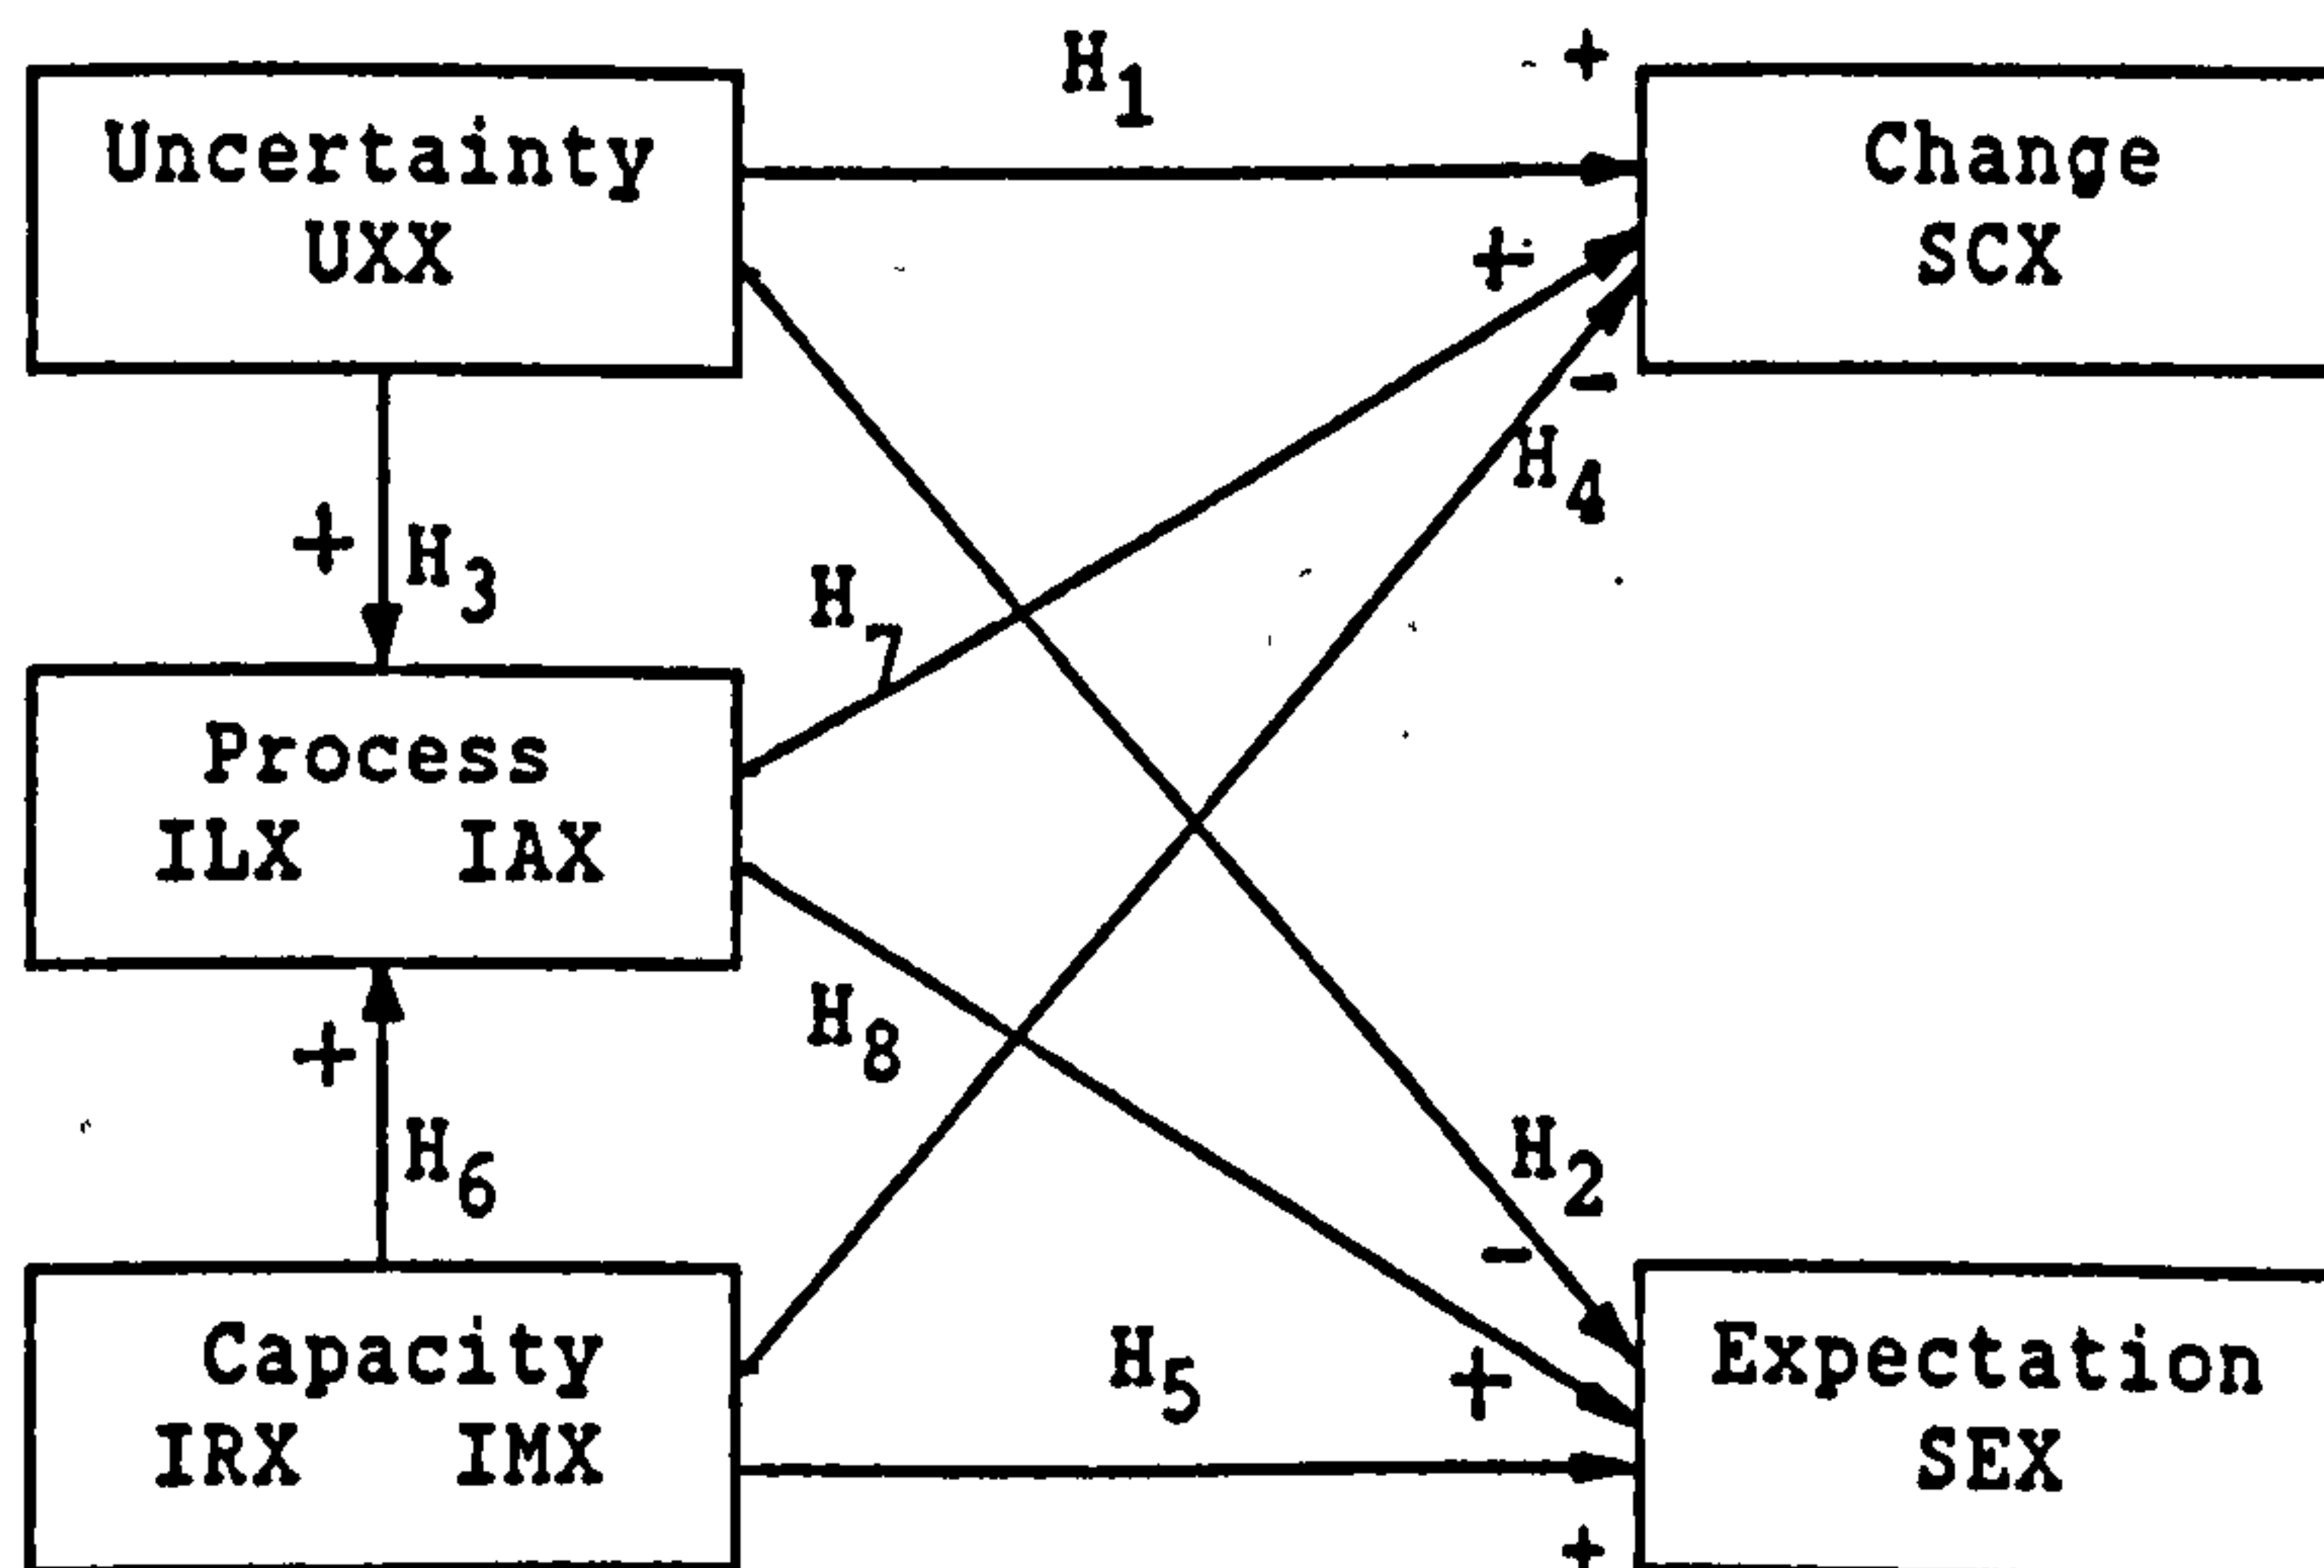 H1 +
Uncertainty
UXX
Change
SCX
+
-
H4
+ H3
H7
Process
ILX IAX
H8
+
H6
H2
-
Capacity
IRX IMX
H5
+
Expectation
SEX
+